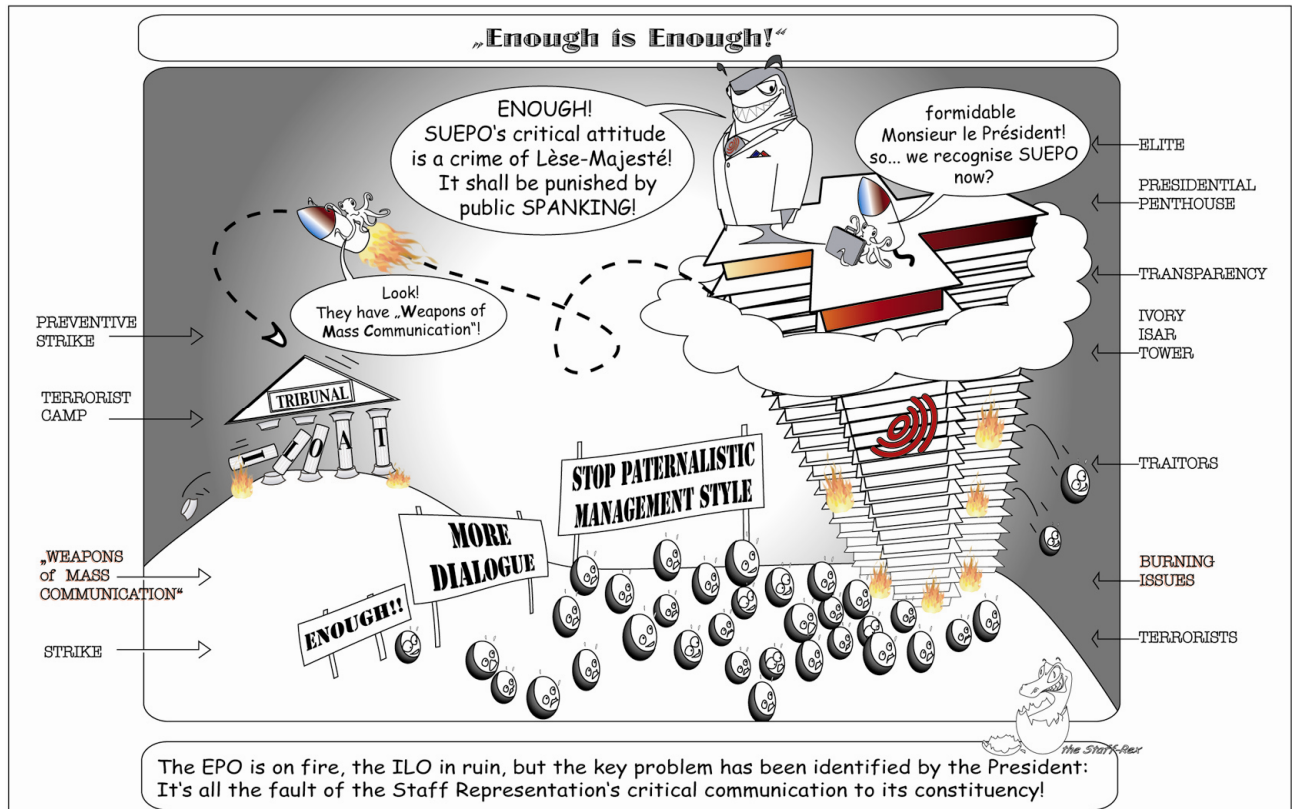 „Enough is Enough!“
ENOUGH!
SUEPO‘s critical attitude
is a crime of Lèse-Majesté!
It shall be punished by
public SPANKING!
formidable
Monsieur le Président!
so... we recognise SUEPO
now?
Look!
They have „Weapons of
Mass Communication“!
PREVENTIVE
STRIKE
TERRORIST
CAMP
„WEAPONS
of MASS
COMMUNICATION“
STRIKE
ELITE
PRESIDENTIAL
PENTHOUSE
TRANSPARENCY
IVORY
ISAR
TOWER
TRAITORS
BURNING
ISSUES
TERRORISTS
TRIBUNAL
I L O A T
STOP PATERNALISTIC
MANAGEMENT STYLE
MORE
DIALOGUE
ENOUGH!!
the Staff-Rex
The EPO is on fire, the ILO in ruin, but the key problem has been identified by the President:
It‘s all the fault of the Staff Representation‘s critical communication to its constituency!